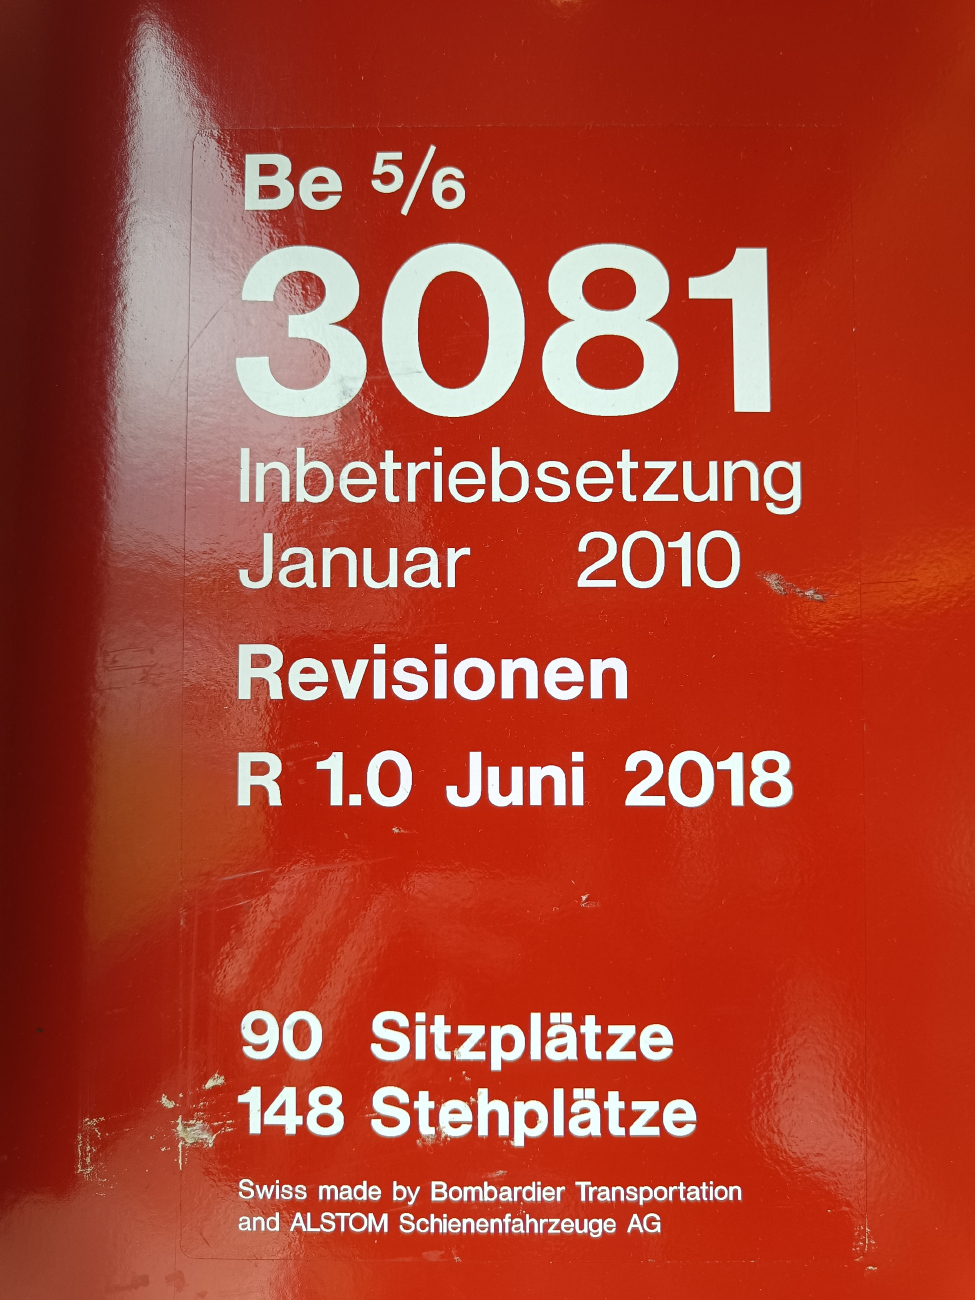 Be 5/6
3081
Inbetriebsetzung
Januar 2010
Revisionen
R 1.0 Juni 2018
90 Sitzplätze
148 Stehplätze
Swiss made by Bombardier Transportation
and ALSTOM Schienenfahrzeuge AG